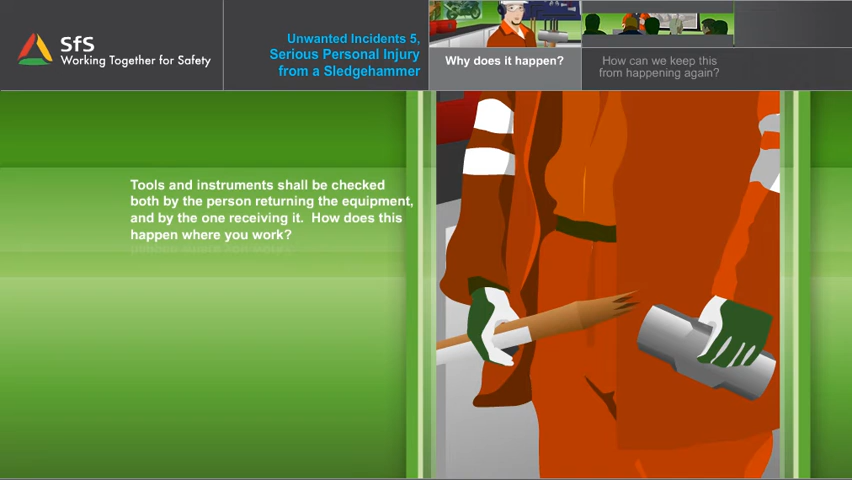 SfS
Working Together for Safety
Unwanted Incidents 5,
Serious Personal Injury
from a Sledgehammer
Why does it happen?
How can we keep this
from happening again?
Tools and instruments shall be checked
both by the person returning the equipment,
and by the one receiving it. How does this
happen where you work?